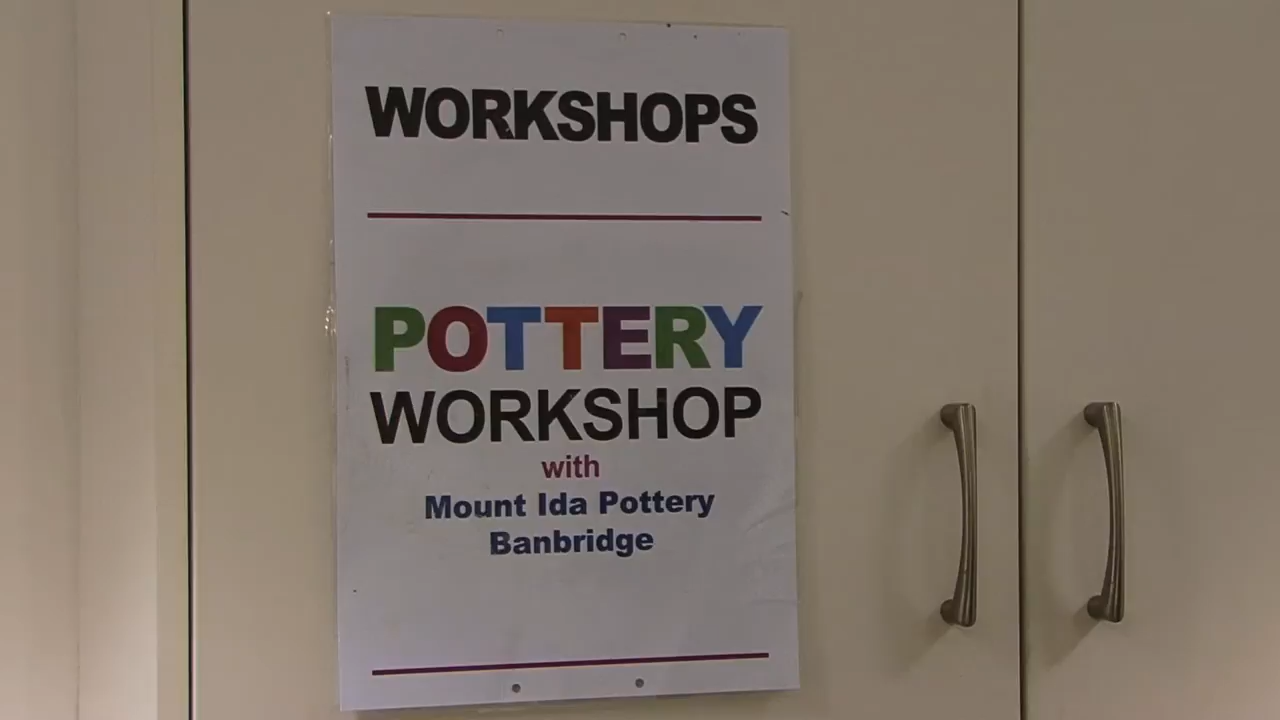 WORKSHOPS
POTTERY
WORKSHOP
with
Mount Ida Pottery
Banbridge